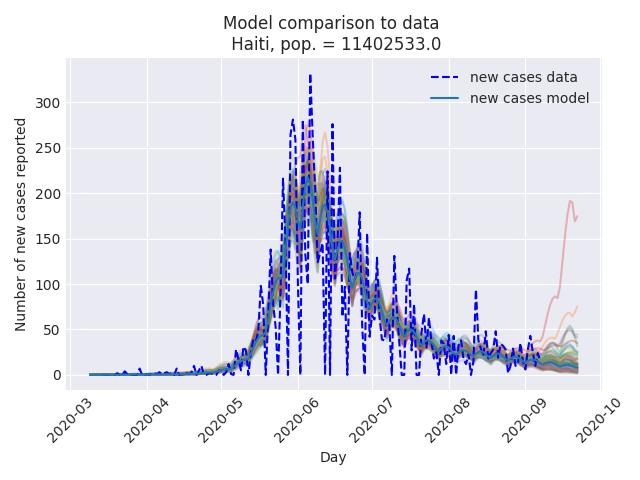 Model comparison to data
Haiti, pop. = 11402533.0
new cases data
new cases model
Number of new cases reported
300
250
200
150
100
50
0
2020-03
2020-04
2020-05
2020-06
2020-07
2020-08
2020-09
2020-10
Day